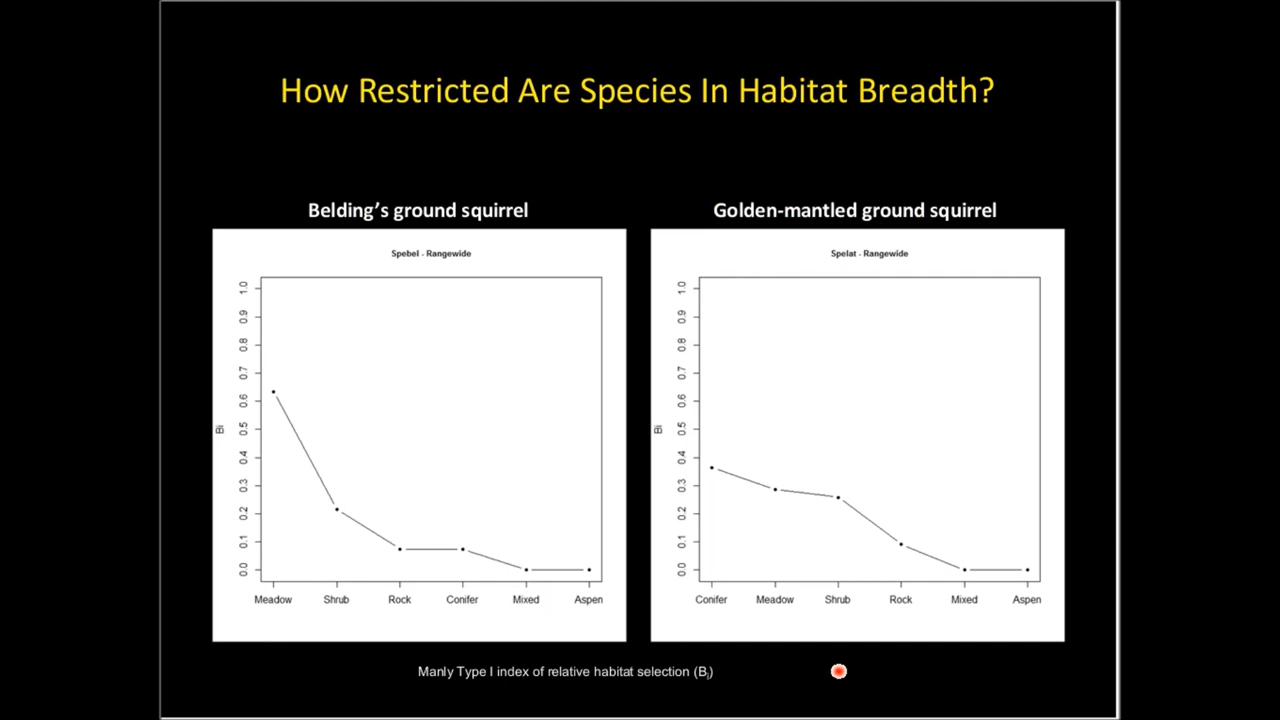 How Restricted Are Species In Habitat Breadth?
Belding’s ground squirrel
Spebel - Rangewide
Bi
1.0
0.9
0.8
0.7
0.6
0.5
0.4
0.3
0.2
0.1
0.0
Meadow Shrub Rock Conifer Mixed Aspen
Golden-mantled ground squirrel
Spelat - Rangewide
Bi
1.0
0.9
0.8
0.7
0.6
0.5
0.4
0.3
0.2
0.1
0.0
Conifer Meadow Shrub Rock Mixed Aspen
Manly Type I index of relative habitat selection (Bi)